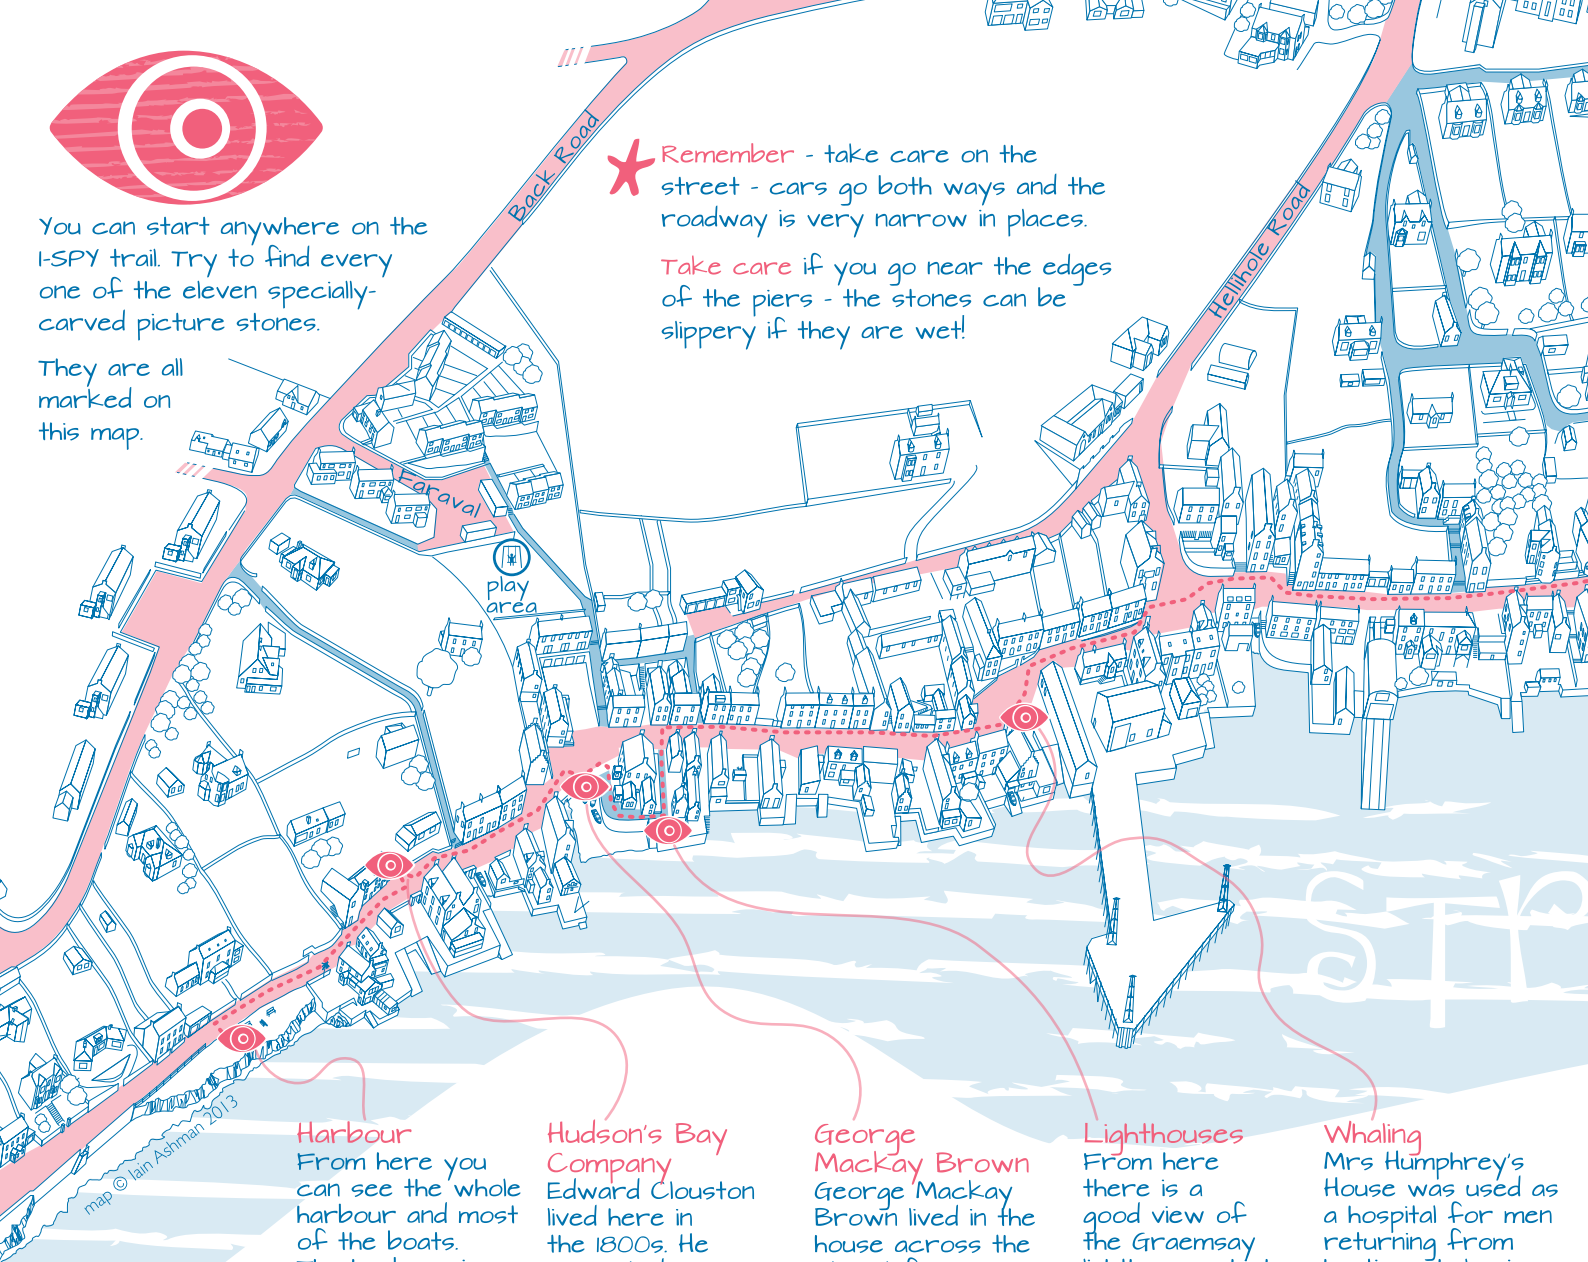 You can start anywhere on the
I-SPY trail. Try to find every
one of the eleven specially-
carved picture stones.
They are all
marked on
this map.
Back Road
Remember - take care on the
street - cars go both ways and the
roadway is very narrow in places.
Take care if you go near the edges
of the piers - the stones can be
slippery if they are wet!
Hellihole Road
Faraval
play
area
STR
map © Iain Ashman 2013
Harbour
From here you
can see the whole
harbour and most
of the boats.
Hudson's Bay
Company
Edward Clouston
lived here in
the 1800s. He
George
Mackay Brown
George Mackay
Brown lived in the
house across the
Lighthouses
From here
there is a
good view of
the Graemsay
Whaling
Mrs Humphrey's
House was used as
a hospital for men
returning from